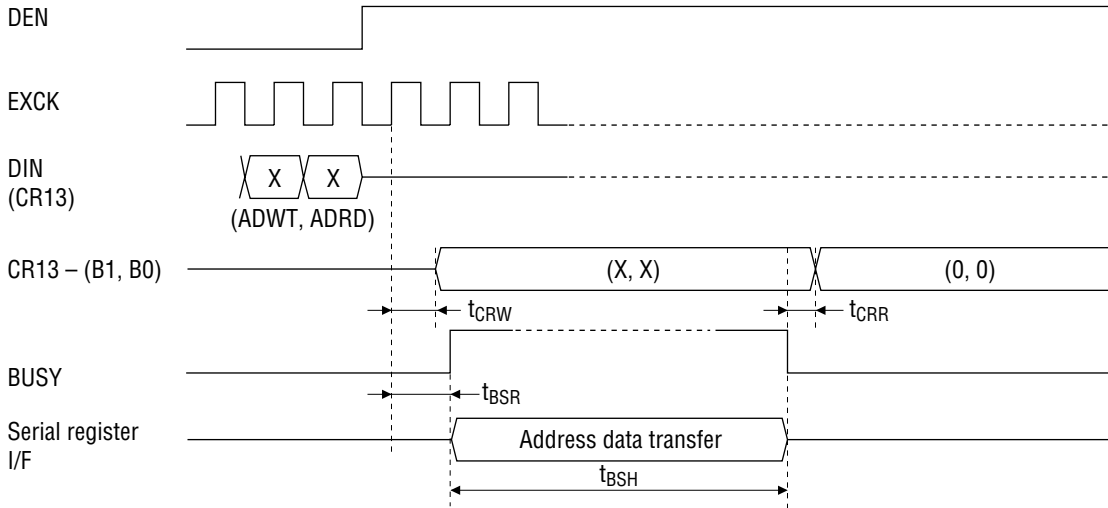 DEN
EXCK
DIN
(CR13)
X X
(ADWT, ADRD)
CR13 – (B1, B0)
(X, X) (0, 0)
tCRW tCRR
BUSY
tBSR
Serial register
I/F
Address data transfer
tBSH